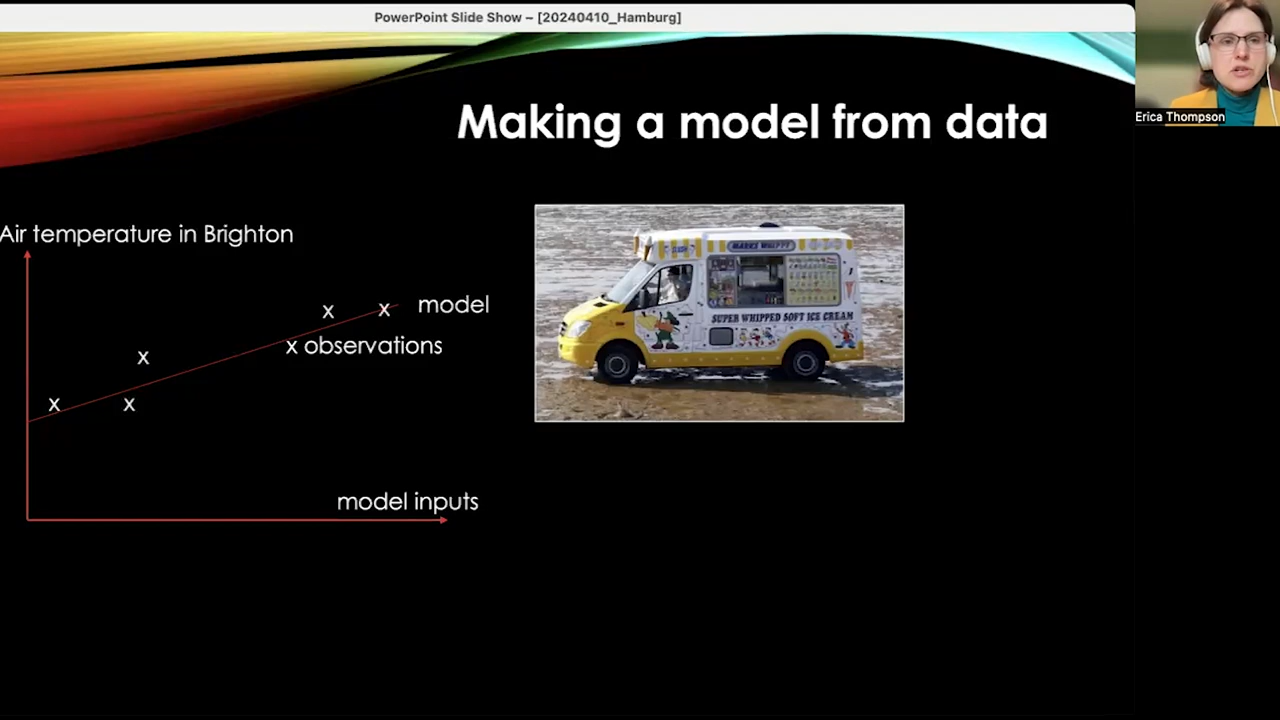 PowerPoint Slide Show – [20240410_Hamburg]
Erica Thompson
Making a model from data
Air temperature in Brighton
x x model
x observations
x
x x
model inputs
MARKS WHIPPY
SUPER WHIPPED SOFT ICE CREAM